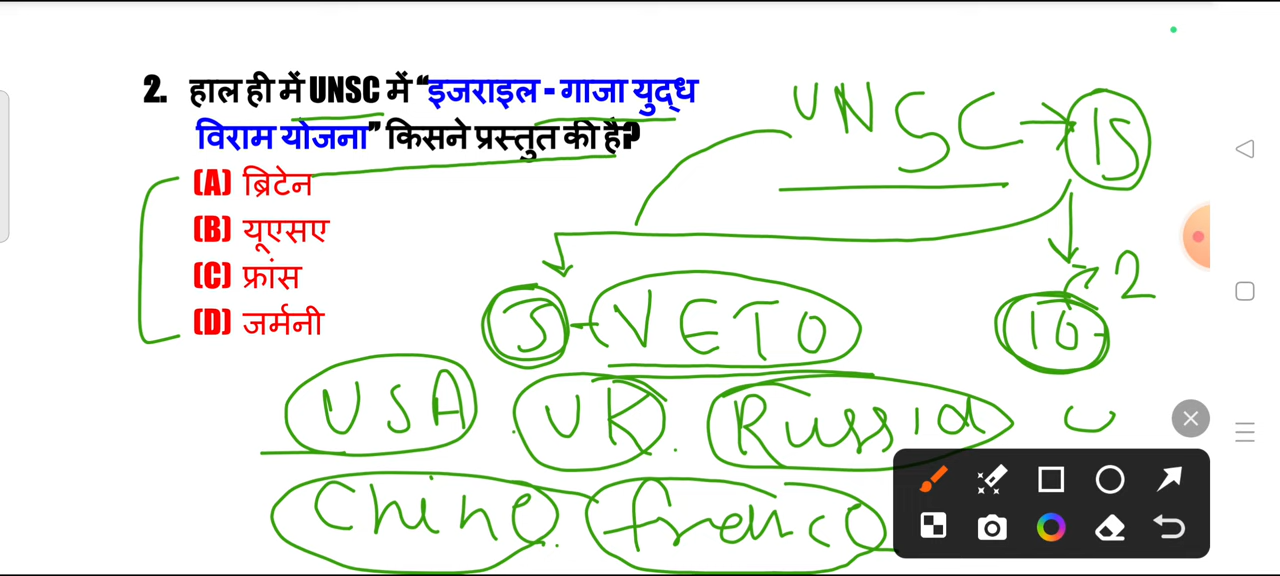 2. हाल ही में UNSC में “इजराइल - गाजा युद्ध
विराम योजना” किसने प्रस्तुत की है?
(A) ब्रिटेन
(B) यूएसए
(C) फ्रांस
(D) जर्मनी
UNSC → 15
5 - VETO
10 2
USA . UK . Russia
China . france